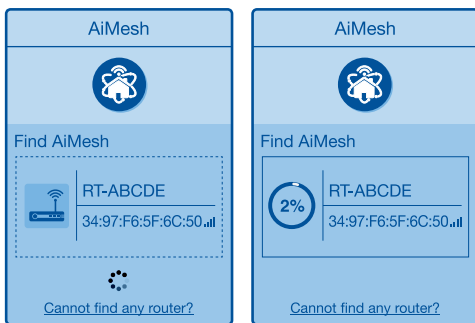 AiMesh
Find AiMesh
RT-ABCDE
34:97:F6:5F:6C:50
Cannot find any router?
AiMesh
Find AiMesh
2%
RT-ABCDE
34:97:F6:5F:6C:50
Cannot find any router?